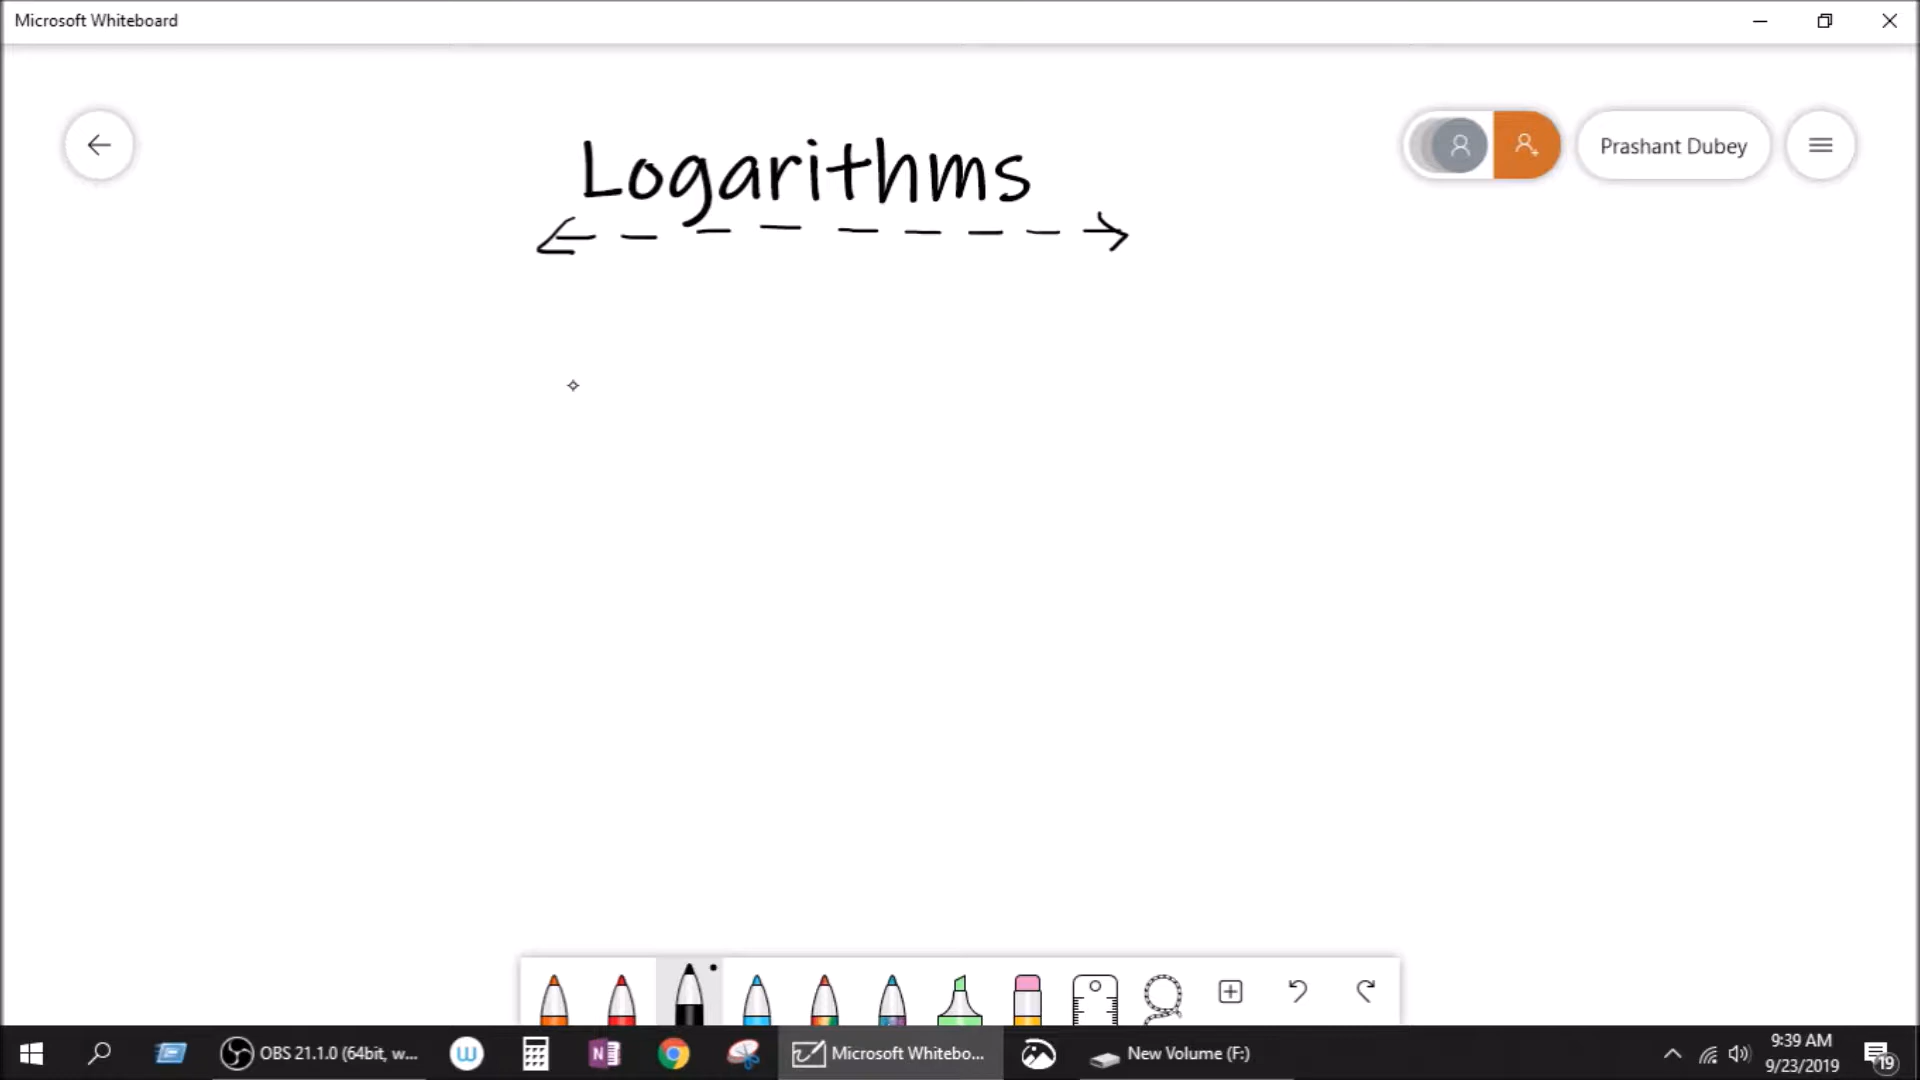 Microsoft Whiteboard
Logarithms
Prashant Dubey
OBS 21.1.0 (64bit, w...
Microsoft Whitebo...
New Volume (F:)
9:39 AM
9/23/2019
19